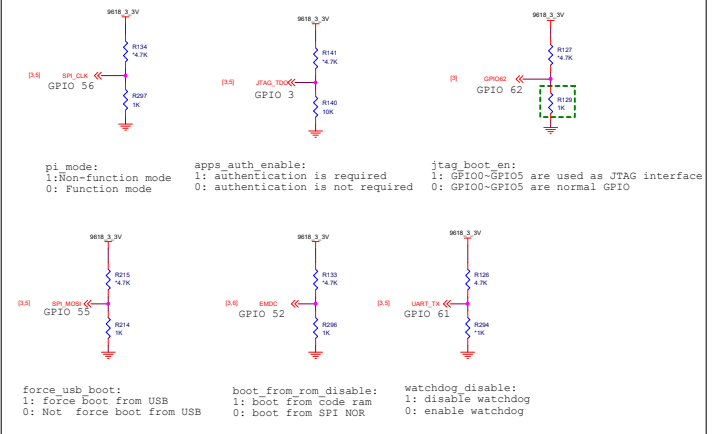 9618_3_3V
R134
*4.7K
[3,5] SPI_CLK
GPIO 56
R297
1K
pi_mode:
1:Non-function mode
0: Function mode
9618_3_3V
R141
*4.7K
[3,5] JTAG_TDO
GPIO 3
R140
10K
apps_auth_enable:
1: authentication is required
0: authentication is not required
9618_3_3V
R127
*4.7K
[3] GPIO62
GPIO 62
R129
1K
jtag_boot_en:
1: GPIO0~GPIO5 are used as JTAG interface
0: GPIO0~GPIO5 are normal GPIO
9618_3_3V
R215
*4.7K
[3,5] SPI_MOSI
GPIO 55
R214
1K
force_usb_boot:
1: force boot from USB
0: Not force boot from USB
9618_3_3V
R133
*4.7K
[3,6] EMDC
GPIO 52
R296
1K
boot_from_rom_disable:
1: boot from code ram
0: boot from SPI NOR
9618_3_3V
R126
4.7K
[3,5] UART_TX
GPIO 61
R294
*1K
watchdog_disable:
1: disable watchdog
0: enable watchdog